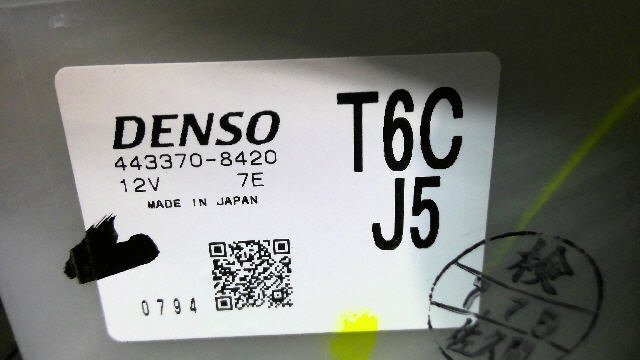 DENSO
443370-8420
12V 7E
MADE IN JAPAN
0794
T6C
J5
検